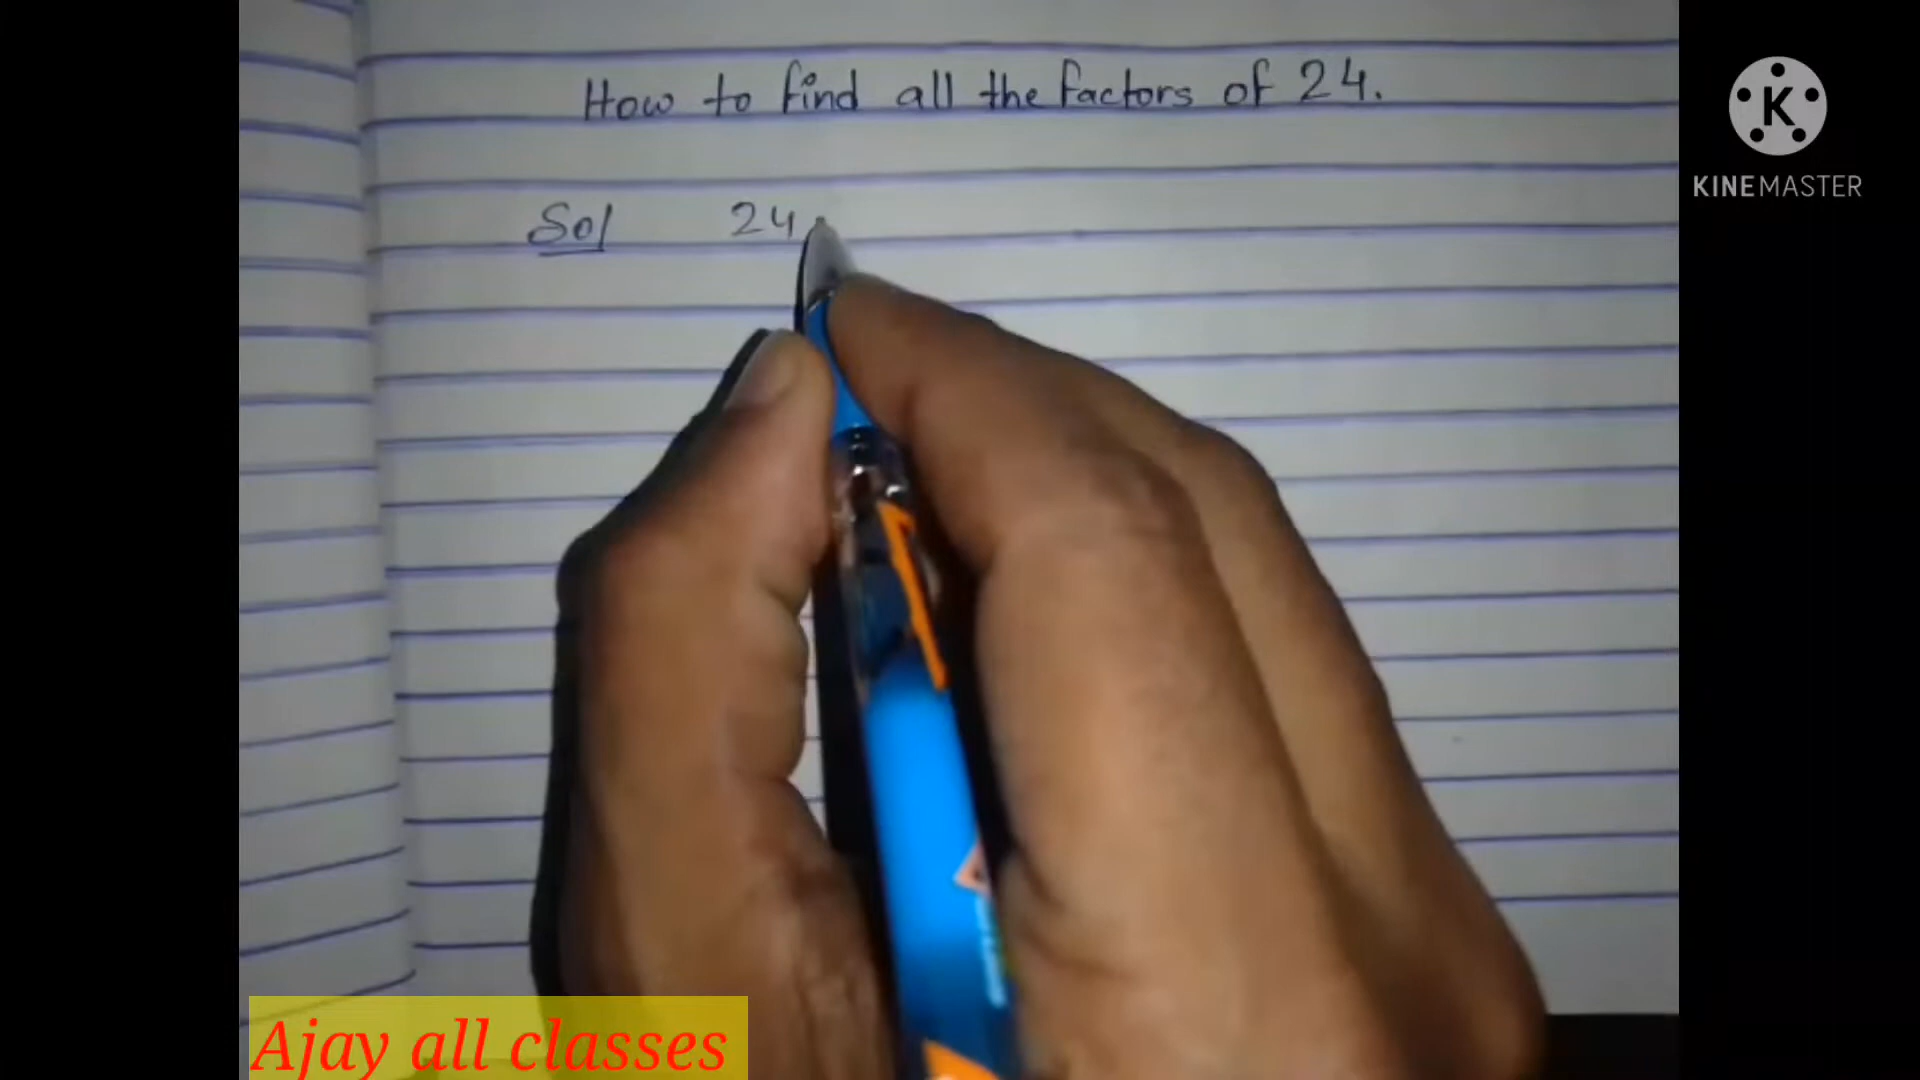 How to find all the factors of 24.
KINEMASTER
Sol 24
Ajay all classes